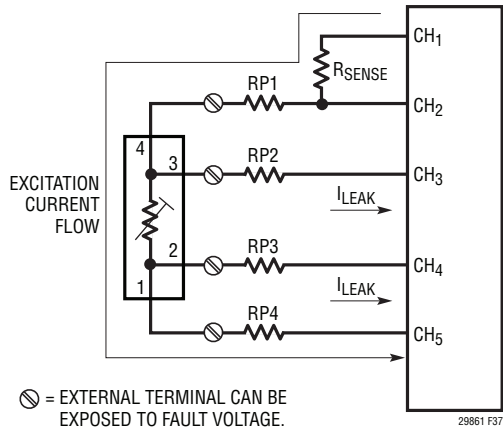 CH1
RSENSE
RP1
CH2
4
3
RP2
CH3
EXCITATION
CURRENT
FLOW
ILEAK
2
RP3
CH4
1
ILEAK
RP4
CH5
= EXTERNAL TERMINAL CAN BE
EXPOSED TO FAULT VOLTAGE.
29861 F37